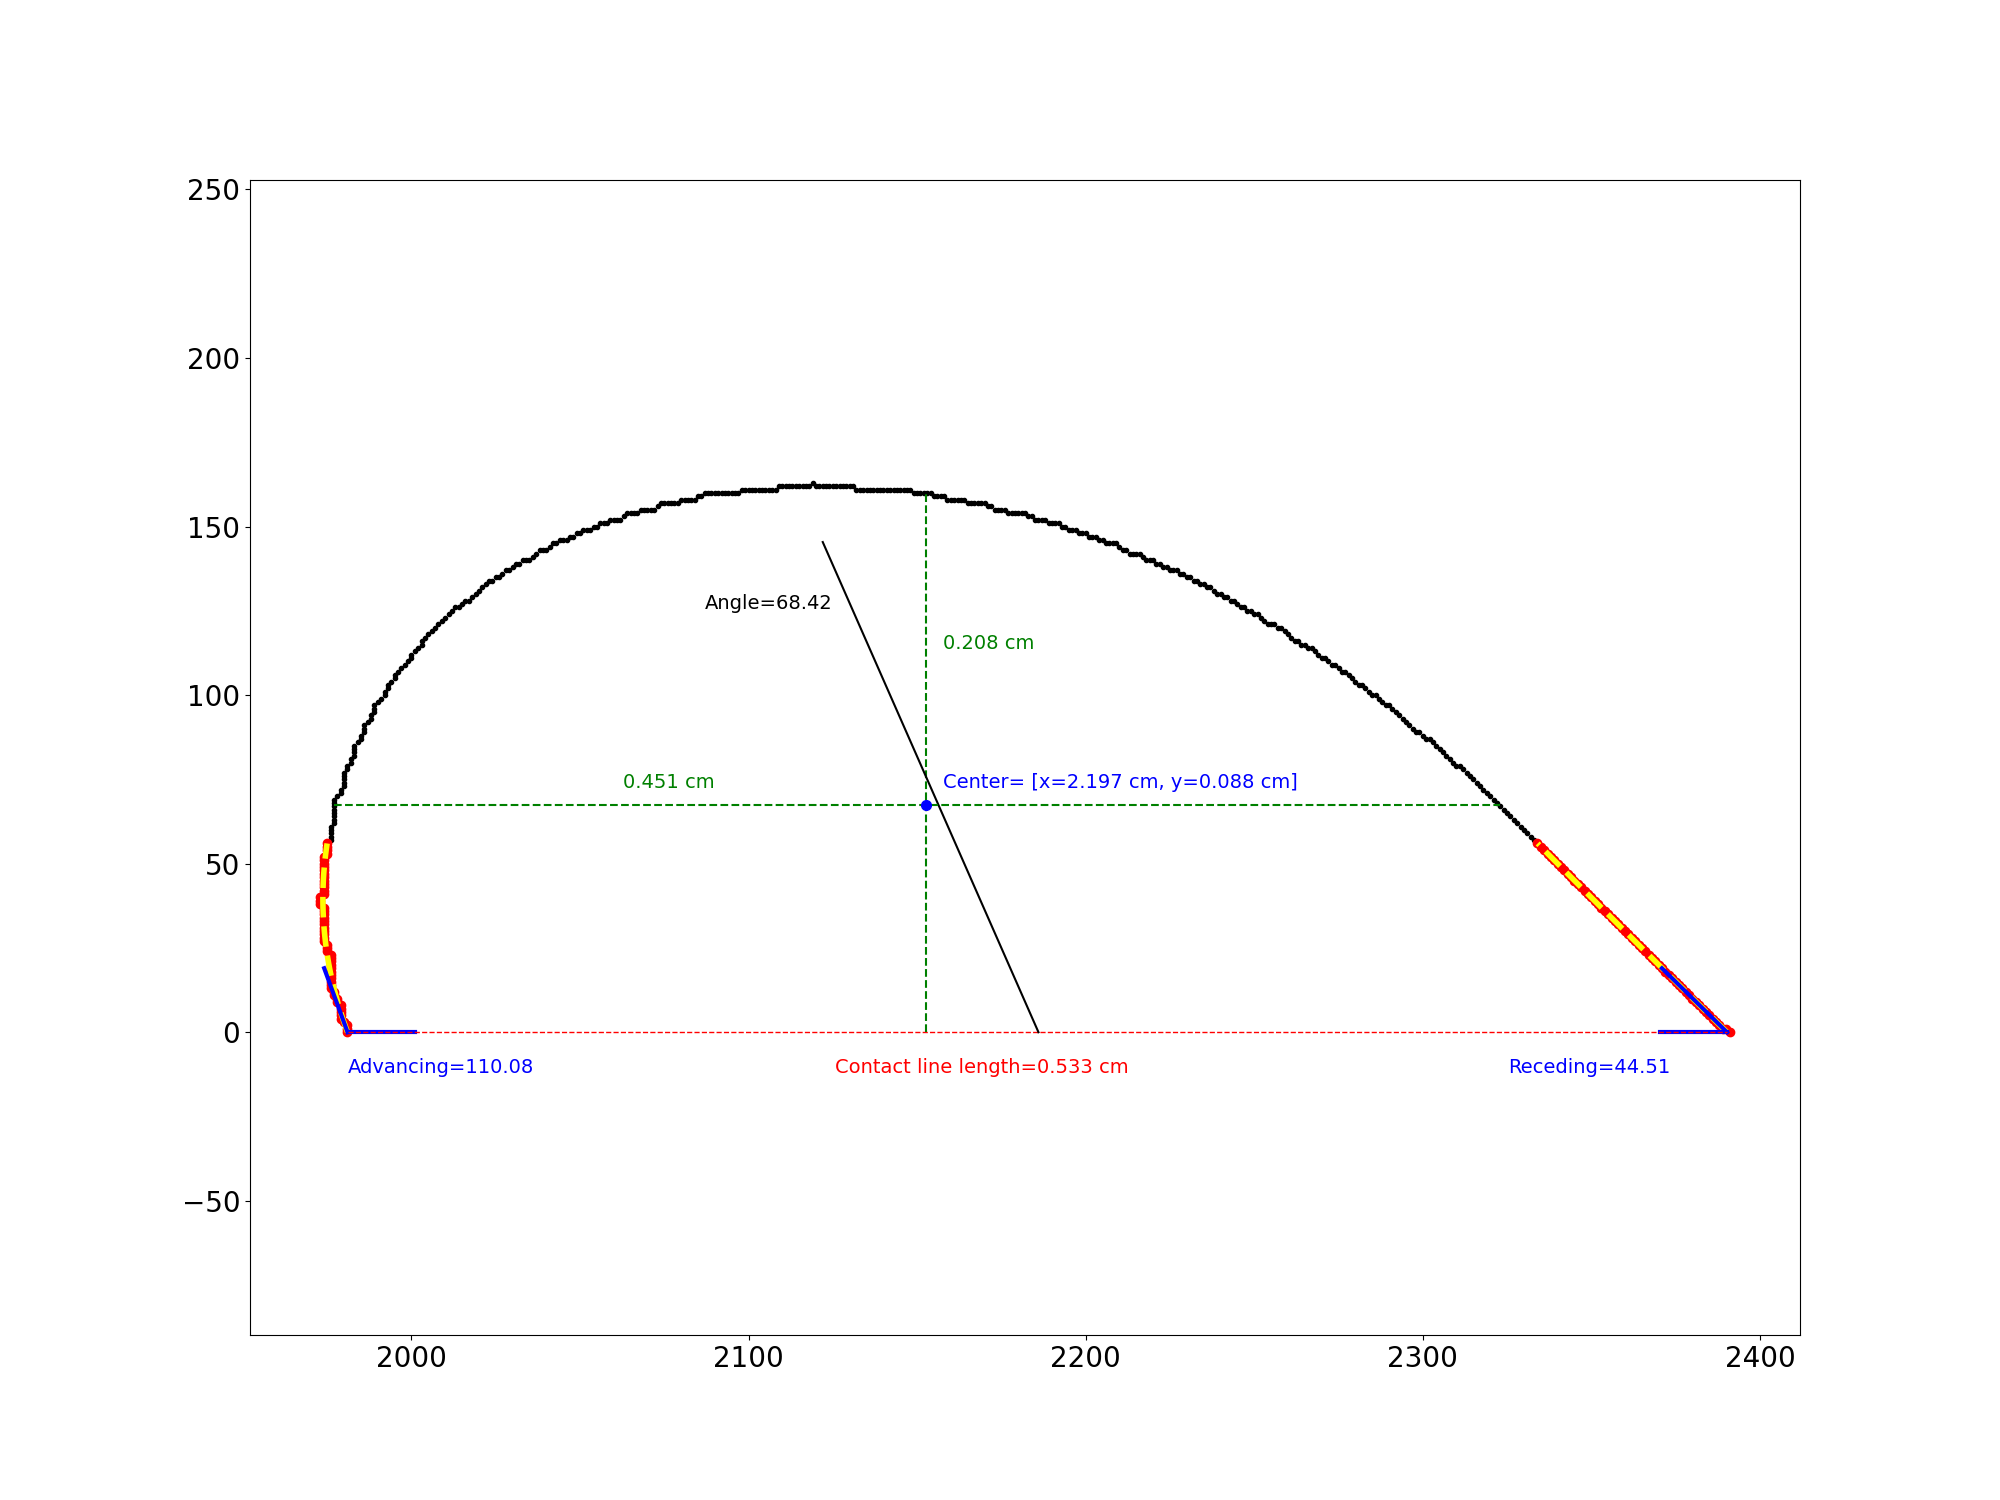 250
200
150
100
50
0
−50
Angle=68.42
0.208 cm
0.451 cm
Center= [x=2.197 cm, y=0.088 cm]
Advancing=110.08
Contact line length=0.533 cm
Receding=44.51
2000
2100
2200
2300
2400